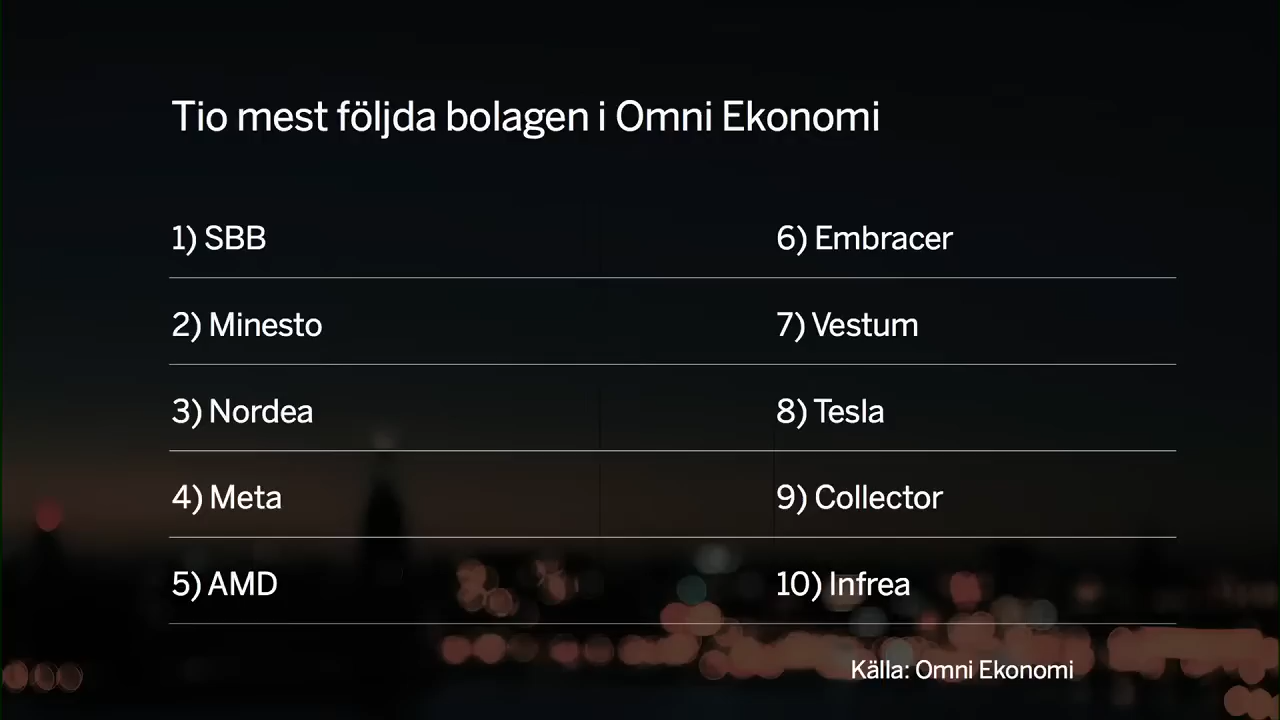 Tio mest följda bolagen i Omni Ekonomi
1) SBB
2) Minesto
3) Nordea
4) Meta
5) AMD
6) Embracer
7) Vestum
8) Tesla
9) Collector
10) Infrea
Källa: Omni Ekonomi